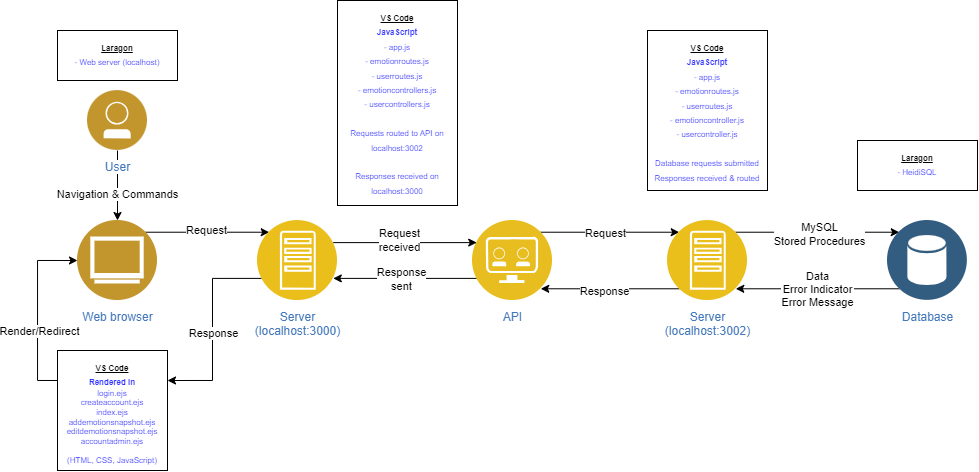 Laragon
- Web server (localhost)
User
Navigation & Commands
Web browser
Request
VS Code
JavaScript
- app.js
- emotionroutes.js
- userroutes.js
- emotioncontrollers.js
- usercontrollers.js
Requests routed to API on
localhost:3002
Responses received on
localhost:3000
Server
(localhost:3000)
Request
received
Response
sent
API
Request
Response
VS Code
JavaScript
- app.js
- emotionroutes.js
- userroutes.js
- emotioncontroller.js
- usercontroller.js
Database requests submitted
Responses received & routed
Server
(localhost:3002)
MySQL
Stored Procedures
Data
Error Indicator
Error Message
Laragon
- HeidiSQL
Database
Response
Render/Redirect
VS Code
Rendered in
login.ejs
createaccount.ejs
index.ejs
addemotionsnapshot.ejs
editdemotionsnapshot.ejs
accountadmin.ejs
(HTML, CSS, JavaScript)